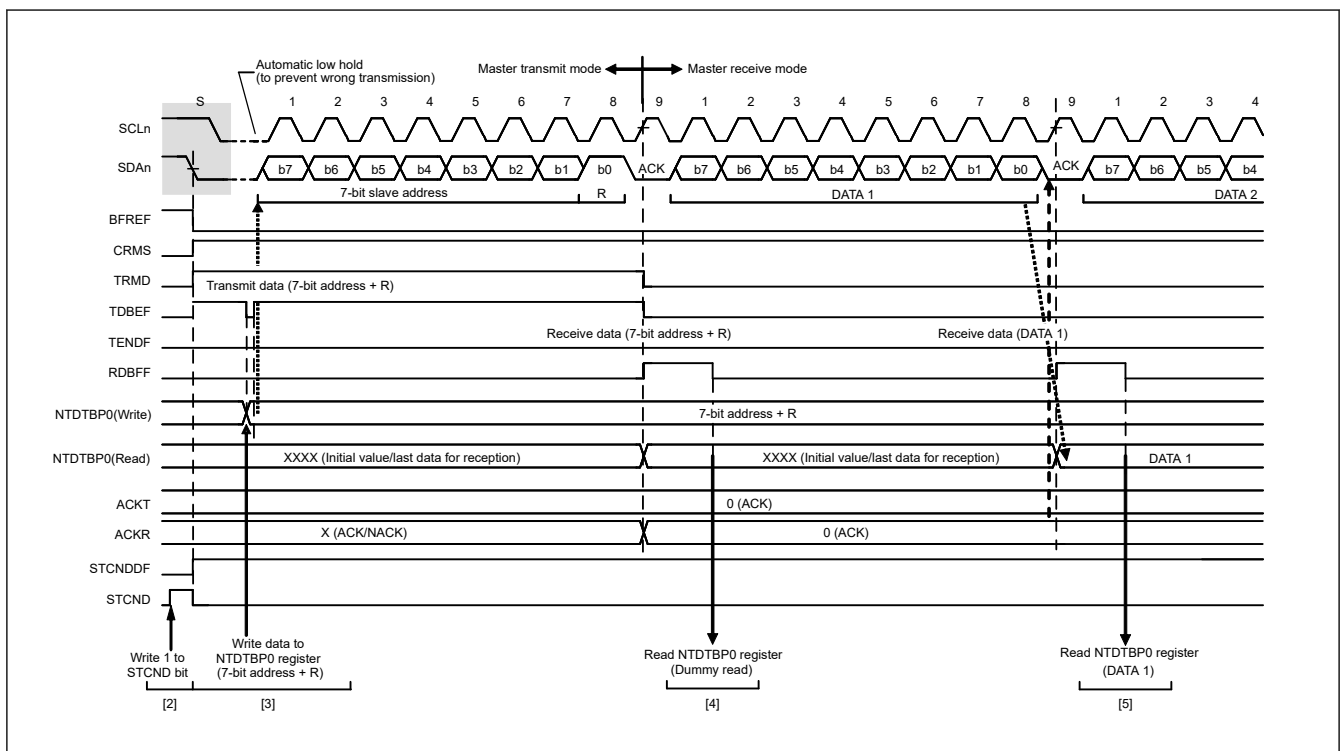 Automatic low hold
(to prevent wrong transmission)
Master transmit mode
Master receive mode
S 1 2 3 4 5 6 7 8 9 1 2 3 4 5 6 7 8 9 1 2 3 4
SCLn
SDAn b7 b6 b5 b4 b3 b2 b1 b0 ACK b7 b6 b5 b4 b3 b2 b1 b0 ACK b7 b6 b5 b4
7-bit slave address R DATA 1 DATA 2
BFREF
CRMS
TRMD Transmit data (7-bit address + R)
TDBEF
TENDF Receive data (7-bit address + R) Receive data (DATA 1)
RDBFF
NTDTBP0(Write) 7-bit address + R
NTDTBP0(Read) XXXX (Initial value/last data for reception) XXXX (Initial value/last data for reception) DATA 1
ACKT 0 (ACK)
ACKR X (ACK/NACK) 0 (ACK)
STCNDDF
STCND
Write 1 to
STCND bit
Write data to
NTDTBP0 register
(7-bit address + R)
Read NTDTBP0 register
(Dummy read)
Read NTDTBP0 register
(DATA 1)
[2] [3] [4] [5]